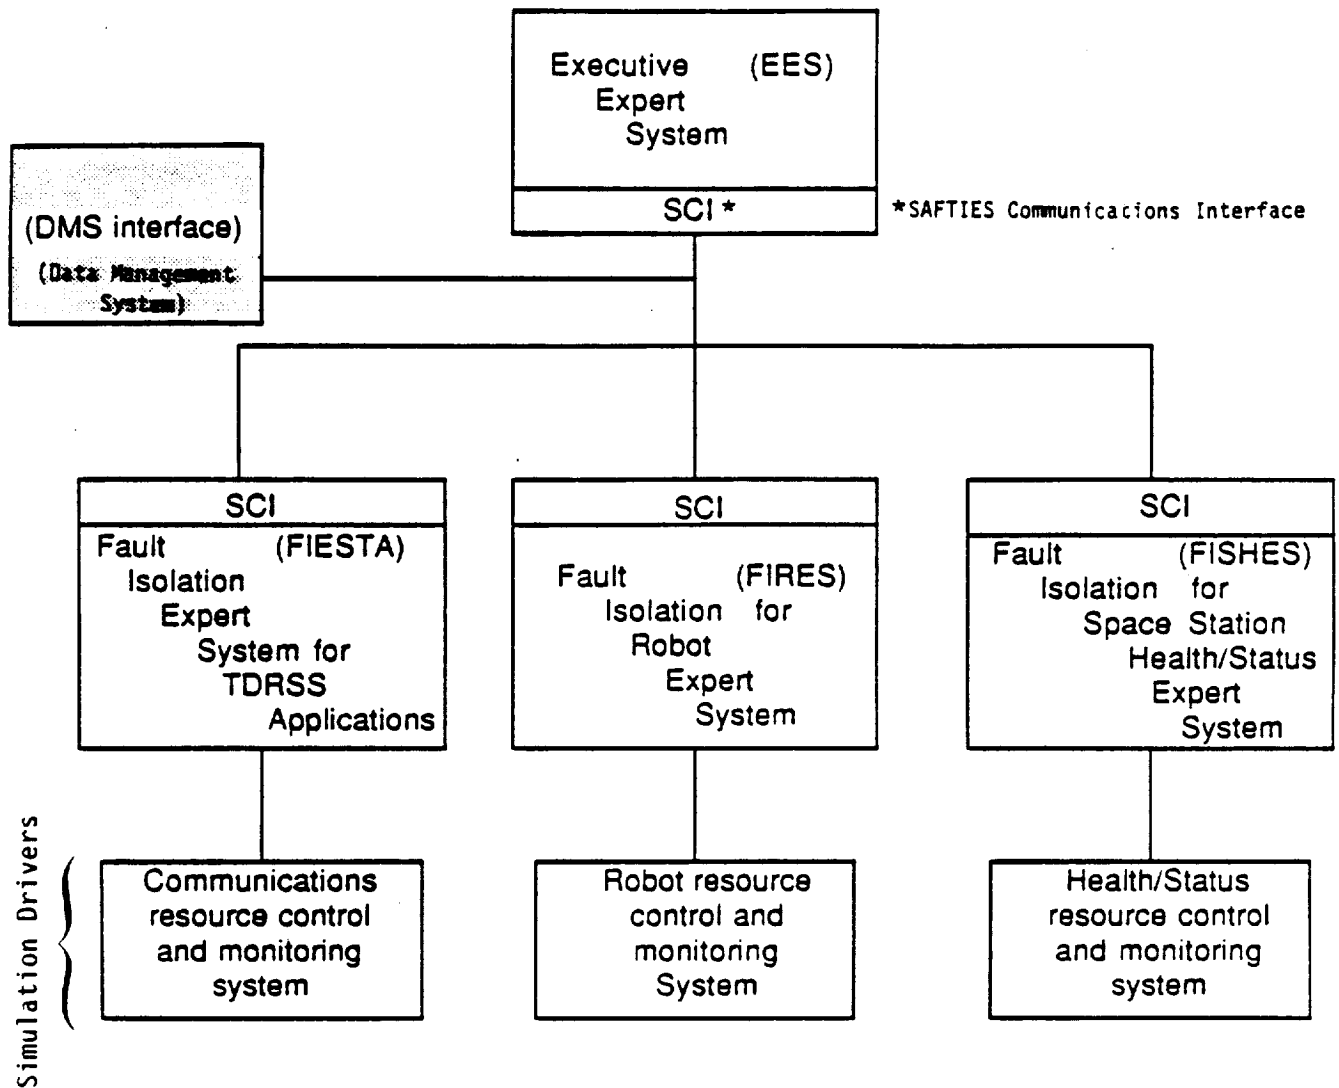 Executive (EES)
Expert
System
SCI *
*SAFTIES Communications Interface
(DMS interface)
(Data Management
System)
SCI
Fault (FIESTA)
Isolation
Expert
System for
TDRSS
Applications
SCI
Fault (FIRES)
Isolation for
Robot
Expert
System
SCI
Fault (FISHES)
Isolation for
Space Station
Health/Status
Expert
System
Simulation Drivers
Communications
resource control
and monitoring
system
Robot resource
control and
monitoring
System
Health/Status
resource control
and monitoring
system